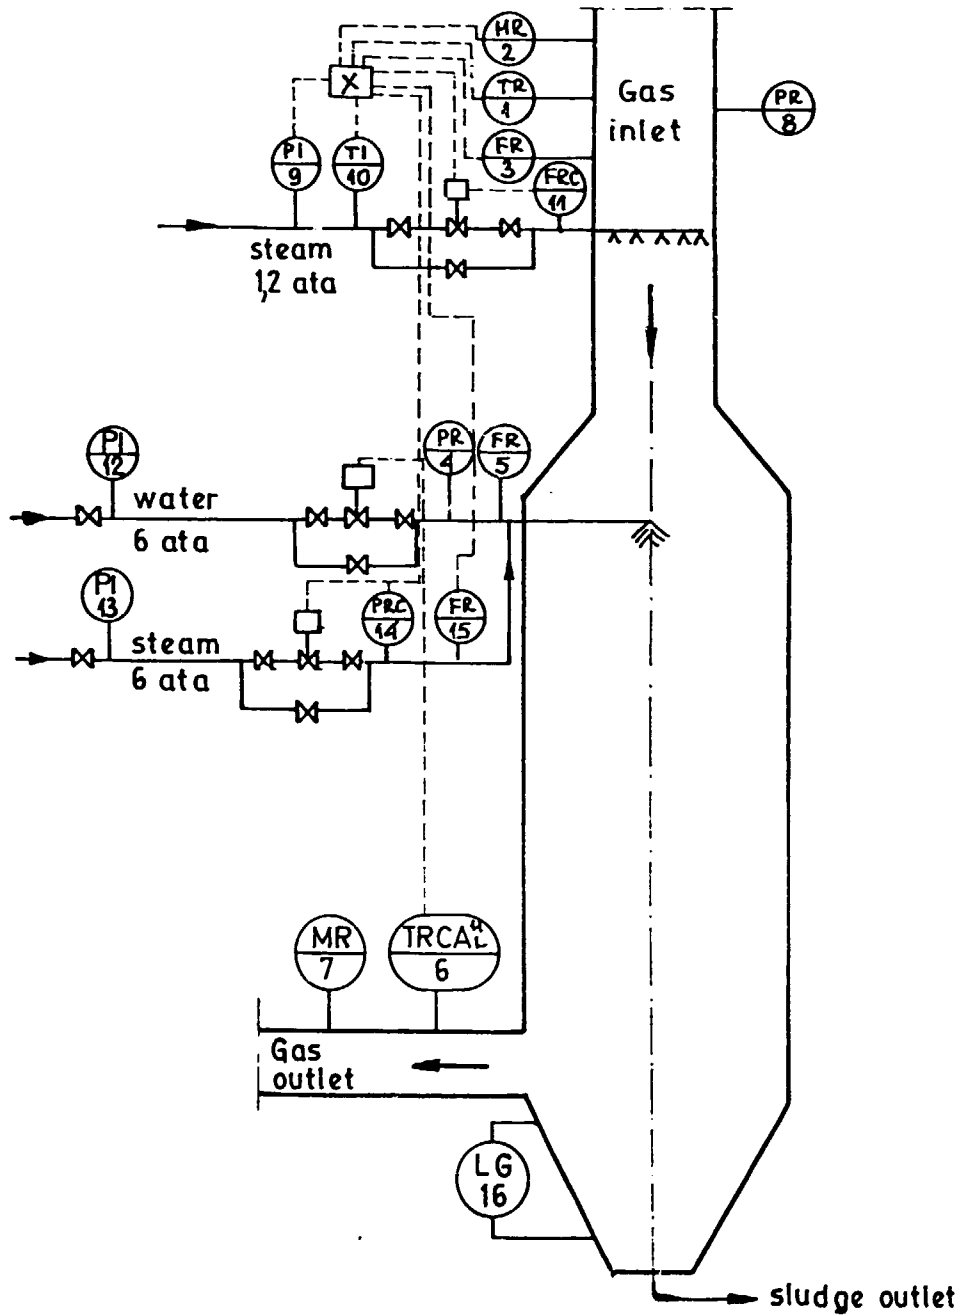 MR
2
X
TR
1
Gas
inlet
PR
8
PI
9
TI
10
FR
3
FRC
11
steam
1,2 ata
PI
12
water
6 ata
PR
4
FR
5
PI
13
steam
6 ata
PRC
14
FR
15
MR
7
TRCA H L
6
Gas
outlet
LG
16
sludge outlet